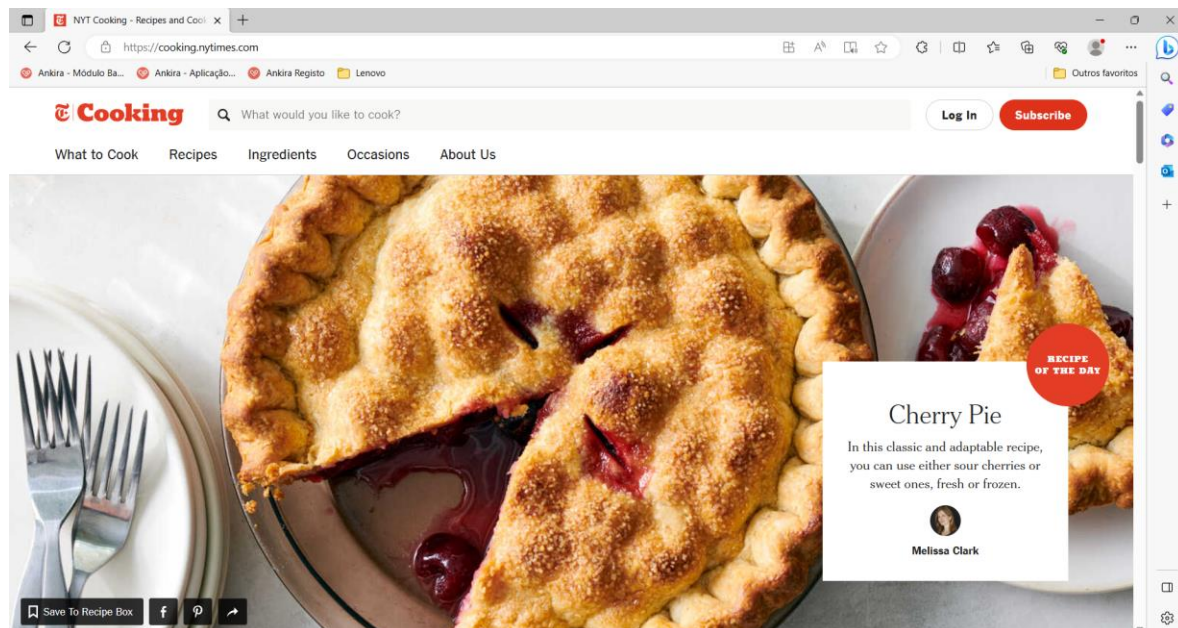 NYT Cooking - Recipes and Cool
https://cooking.nytimes.com
Ankira - Módulo Ba... Ankira - Aplicação... Ankira Registo Lenovo Outros favoritos
Cooking What would you like to cook? Log In Subscribe
What to Cook Recipes Ingredients Occasions About Us
RECIPE
OF THE DAY
Cherry Pie
In this classic and adaptable recipe,
you can use either sour cherries or
sweet ones, fresh or frozen.
Melissa Clark
Save To Recipe Box